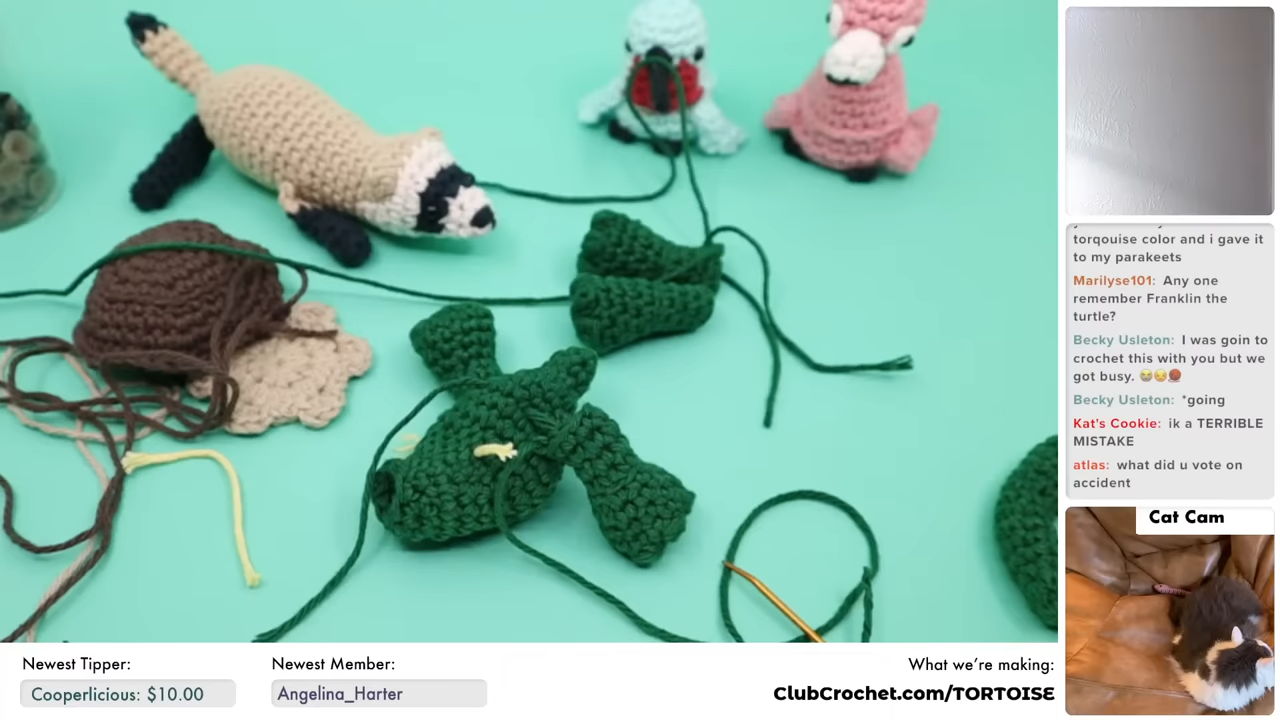 torqouise color and i gave it
to my parakeets
Marilyse101: Any one
remember Franklin the
turtle?
Becky Usleton: I was goin to
crochet this with you but we
got busy. 😭😔🧶
Becky Usleton: *going
Kat's Cookie: ik a TERRIBLE
MISTAKE
atlas: what did u vote on
accident
Cat Cam
Newest Tipper:
Cooperlicious: $10.00
Newest Member:
Angelina_Harter
What we're making:
ClubCrochet.com/TORTOISE